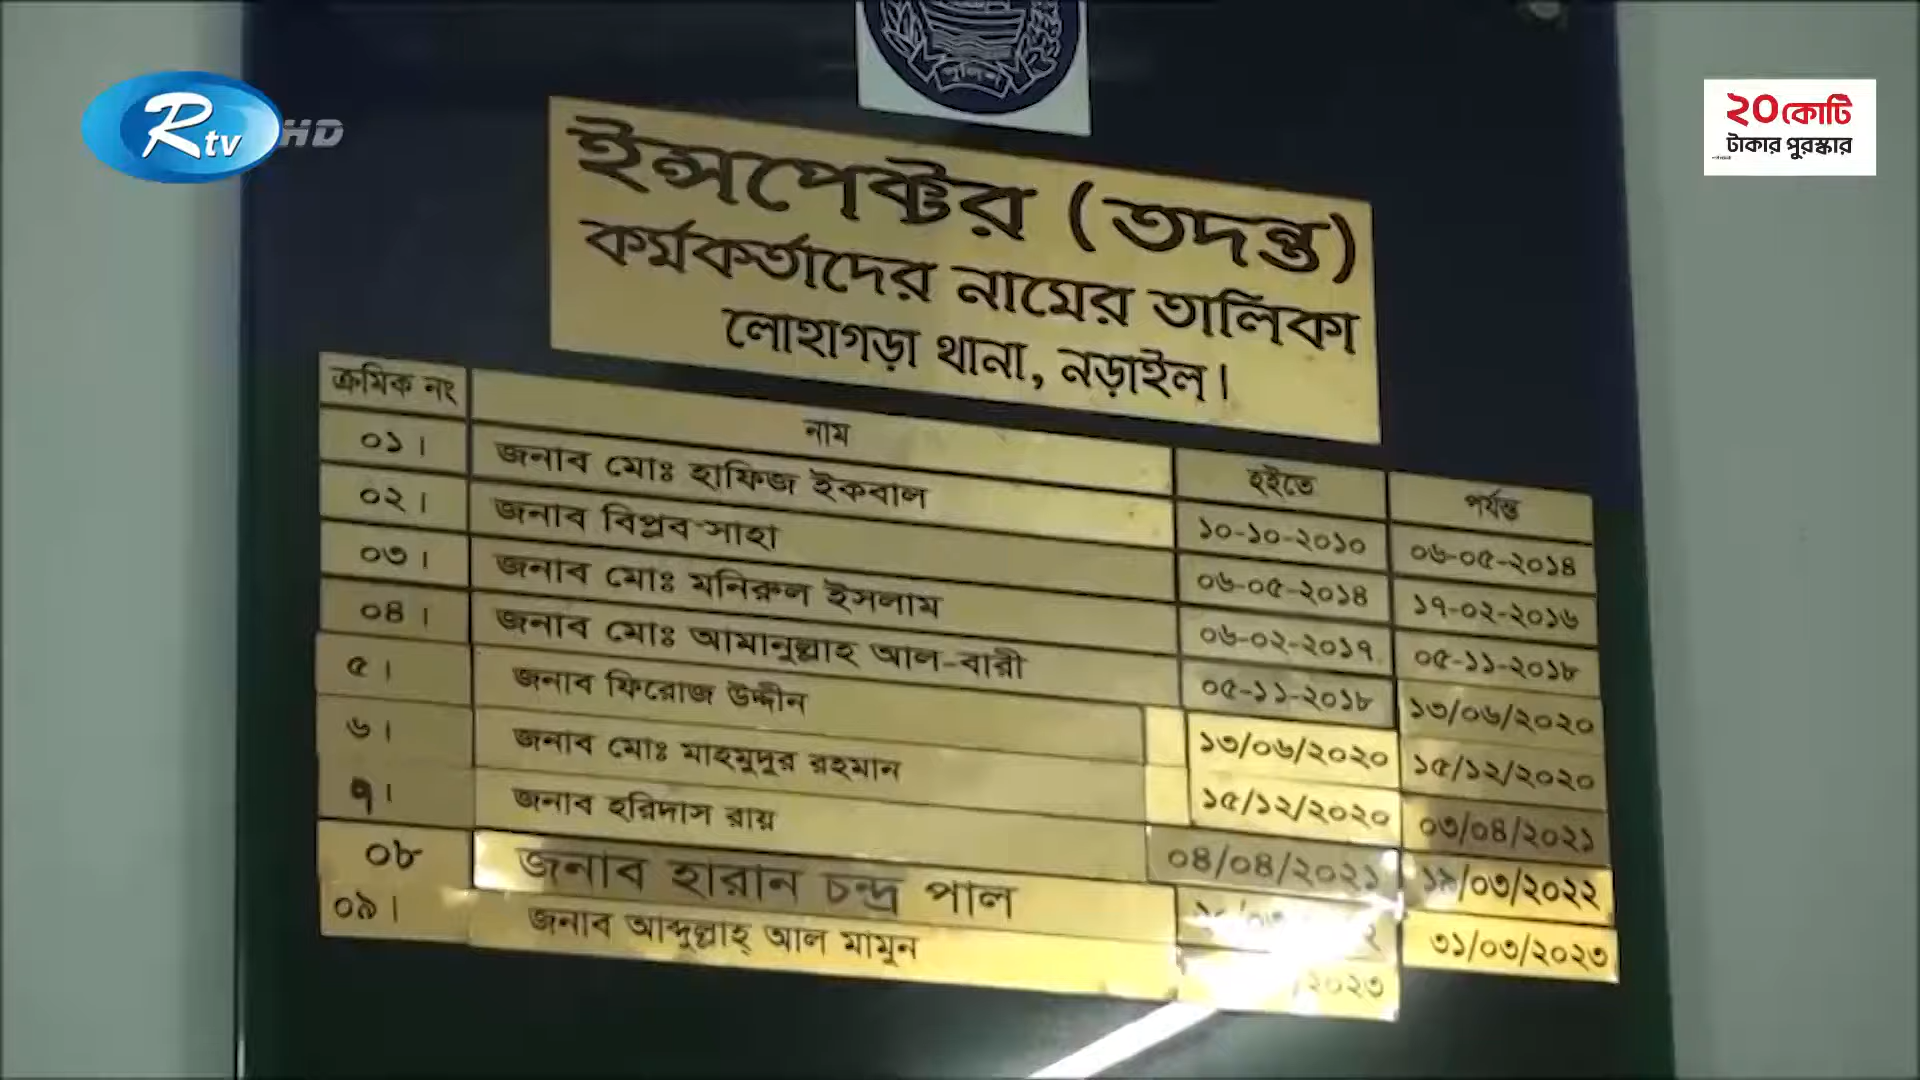 পুলিশ
Rtv HD
২০কোটি
টাকার পুরস্কার
ইন্সপেক্টর (তদন্ত)
কর্মকর্তাদের নামের তালিকা
লোহাগড়া থানা, নড়াইল।
ক্রমিক নং নাম হইতে পর্যন্ত
০১। জনাব মোঃ হাফিজ ইকবাল ১০-১০-২০১০ ০৬-০৫-২০১৪
০২। জনাব বিপ্লব সাহা ০৬-০৫-২০১৪ ১৭-০২-২০১৬
০৩। জনাব মোঃ মনিরুল ইসলাম ০৬-০২-২০১৭ ০৫-১১-২০১৮
০৪। জনাব মোঃ আমানুল্লাহ আল-বারী ০৫-১১-২০১৮ ১৩/০৬/২০২০
৫। জনাব ফিরোজ উদ্দীন ১৩/০৬/২০২০ ১৫/১২/২০২০
৬। জনাব মোঃ মাহমুদুর রহমান ১৫/১২/২০২০ ০৩/০৪/২০২১
৭। জনাব হরিদাস রায় ০৪/০৪/২০২১ ১৯/০৩/২০২২
০৮ জনাব হারান চন্দ্র পাল ৩১/০৩/২০২৩
০৯। জনাব আব্দুল্লাহ্ আল মামুন /২০২৩